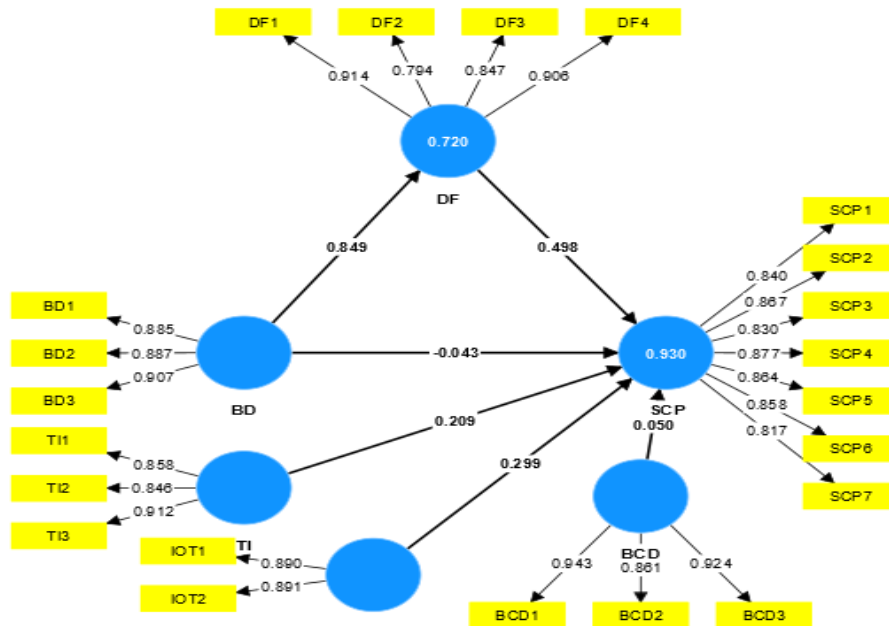 DF1 DF2 DF3 DF4
0.914 0.794 0.847 0.906
0.720
DF
0.849
0.498
SCP1
SCP2
SCP3
SCP4
SCP5
SCP6
SCP7
0.840
0.867
0.830
0.877
0.864
0.858
0.817
BD1
BD2
BD3
0.885
0.887
0.907
BD
-0.043
0.930
SCP
0.050
TI1
TI2
TI3
0.858
0.846
0.912
TI
0.209
0.299
IOT1
IOT2
0.890
0.891
BCD
0.943 0.861 0.924
BCD1 BCD2 BCD3